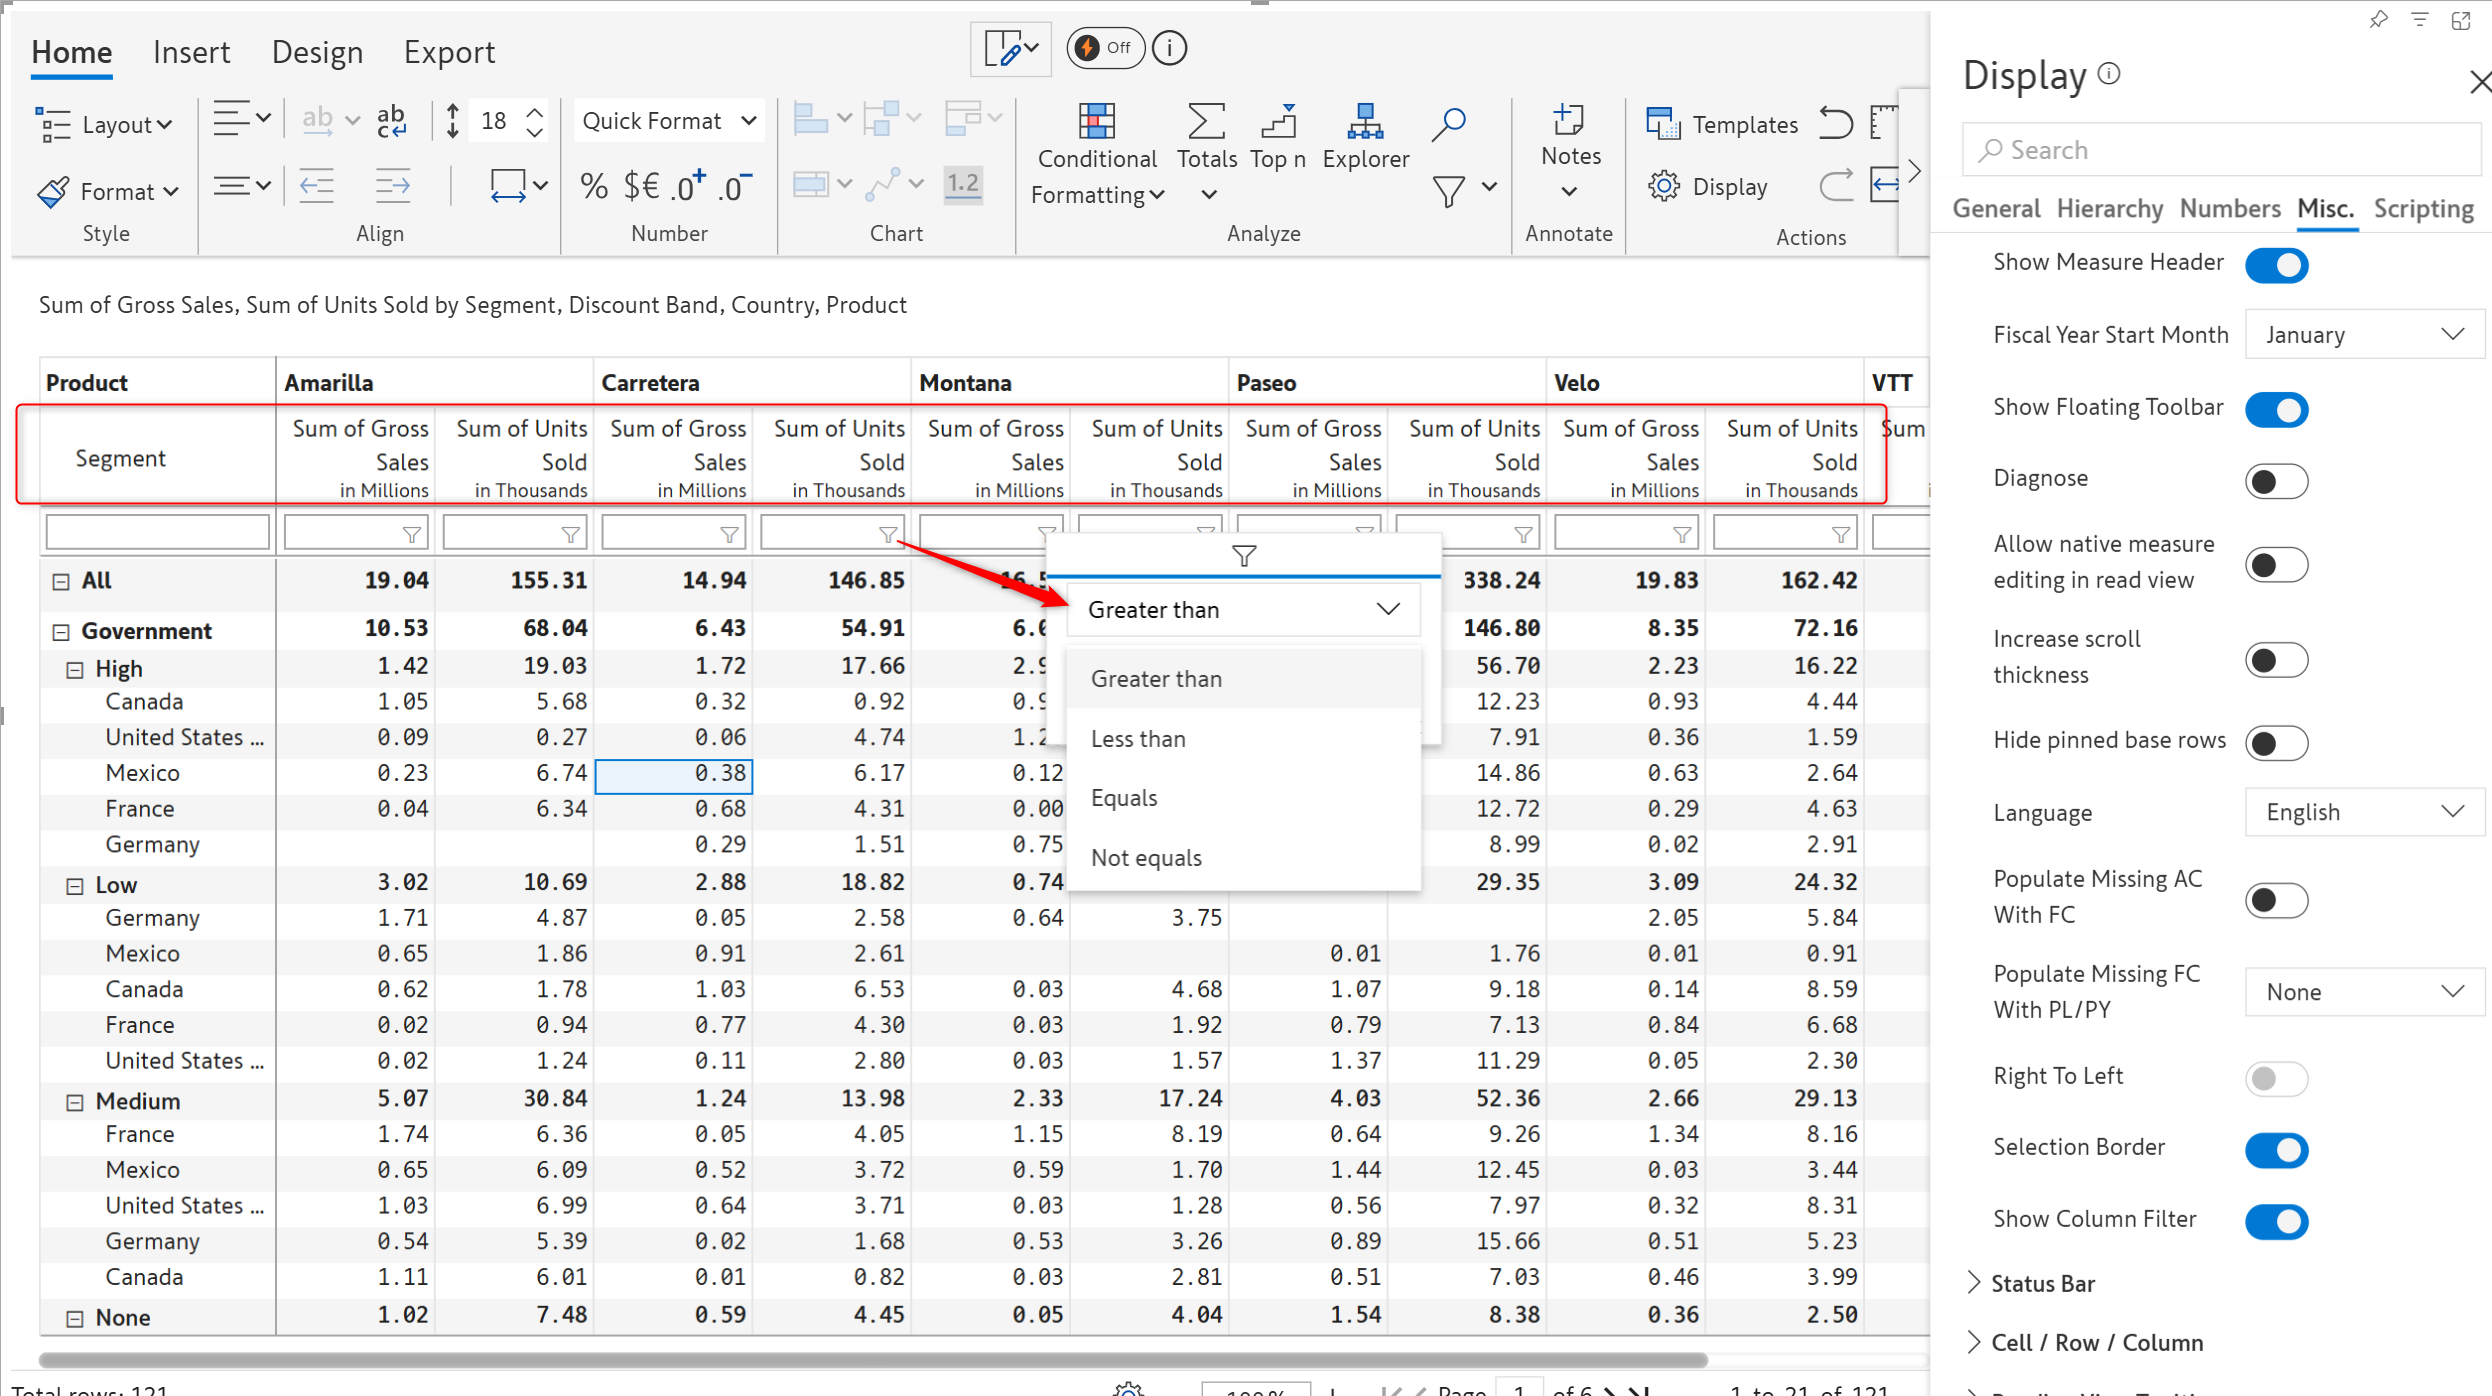 Home Insert Design Export
Off
Layout ab ab c 18 Quick Format
Conditional Formatting Totals Top n Explorer Notes Templates
Format % $€ .0+ .0- 1.2 Display
Style Align Number Chart Analyze Annotate Actions
Sum of Gross Sales, Sum of Units Sold by Segment, Discount Band, Country, Product
Product Amarilla Carretera Montana Paseo Velo VTT
Segment Sum of Gross Sales in Millions Sum of Units Sold in Thousands Sum of Gross Sales in Millions Sum of Units Sold in Thousands Sum of Gross Sales in Millions Sum of Units Sold in Thousands Sum of Gross Sales in Millions Sum of Units Sold in Thousands Sum of Gross Sales in Millions Sum of Units Sold in Thousands Sum
All 19.04 155.31 14.94 146.85 338.24 19.83 162.42
Government 10.53 68.04 6.43 54.91 146.80 8.35 72.16
High 1.42 19.03 1.72 17.66 56.70 2.23 16.22
Canada 1.05 5.68 0.32 0.92 12.23 0.93 4.44
United States ... 0.09 0.27 0.06 4.74 7.91 0.36 1.59
Mexico 0.23 6.74 0.38 6.17 0.12 14.86 0.63 2.64
France 0.04 6.34 0.68 4.31 0.00 12.72 0.29 4.63
Germany 0.29 1.51 0.75 8.99 0.02 2.91
Low 3.02 10.69 2.88 18.82 0.74 29.35 3.09 24.32
Germany 1.71 4.87 0.05 2.58 0.64 3.75 2.05 5.84
Mexico 0.65 1.86 0.91 2.61 0.01 1.76 0.01 0.91
Canada 0.62 1.78 1.03 6.53 0.03 4.68 1.07 9.18 0.14 8.59
France 0.02 0.94 0.77 4.30 0.03 1.92 0.79 7.13 0.84 6.68
United States ... 0.02 1.24 0.11 2.80 0.03 1.57 1.37 11.29 0.05 2.30
Medium 5.07 30.84 1.24 13.98 2.33 17.24 4.03 52.36 2.66 29.13
France 1.74 6.36 0.05 4.05 1.15 8.19 0.64 9.26 1.34 8.16
Mexico 0.65 6.09 0.52 3.72 0.59 1.70 1.44 12.45 0.03 3.44
United States ... 1.03 6.99 0.64 3.71 0.03 1.28 0.56 7.97 0.32 8.31
Germany 0.54 5.39 0.02 1.68 0.53 3.26 0.89 15.66 0.51 5.23
Canada 1.11 6.01 0.01 0.82 0.03 2.81 0.51 7.03 0.46 3.99
None 1.02 7.48 0.59 4.45 0.05 4.04 1.54 8.38 0.36 2.50
Greater than
Greater than
Less than
Equals
Not equals
Total rows: 121 100% Page 1 of 6 1 to 21 of 121
Display
Search
General Hierarchy Numbers Misc. Scripting
Show Measure Header
Fiscal Year Start Month January
Show Floating Toolbar
Diagnose
Allow native measure
editing in read view
Increase scroll
thickness
Hide pinned base rows
Language English
Populate Missing AC
With FC
Populate Missing FC
With PL/PY None
Right To Left
Selection Border
Show Column Filter
Status Bar
Cell / Row / Column